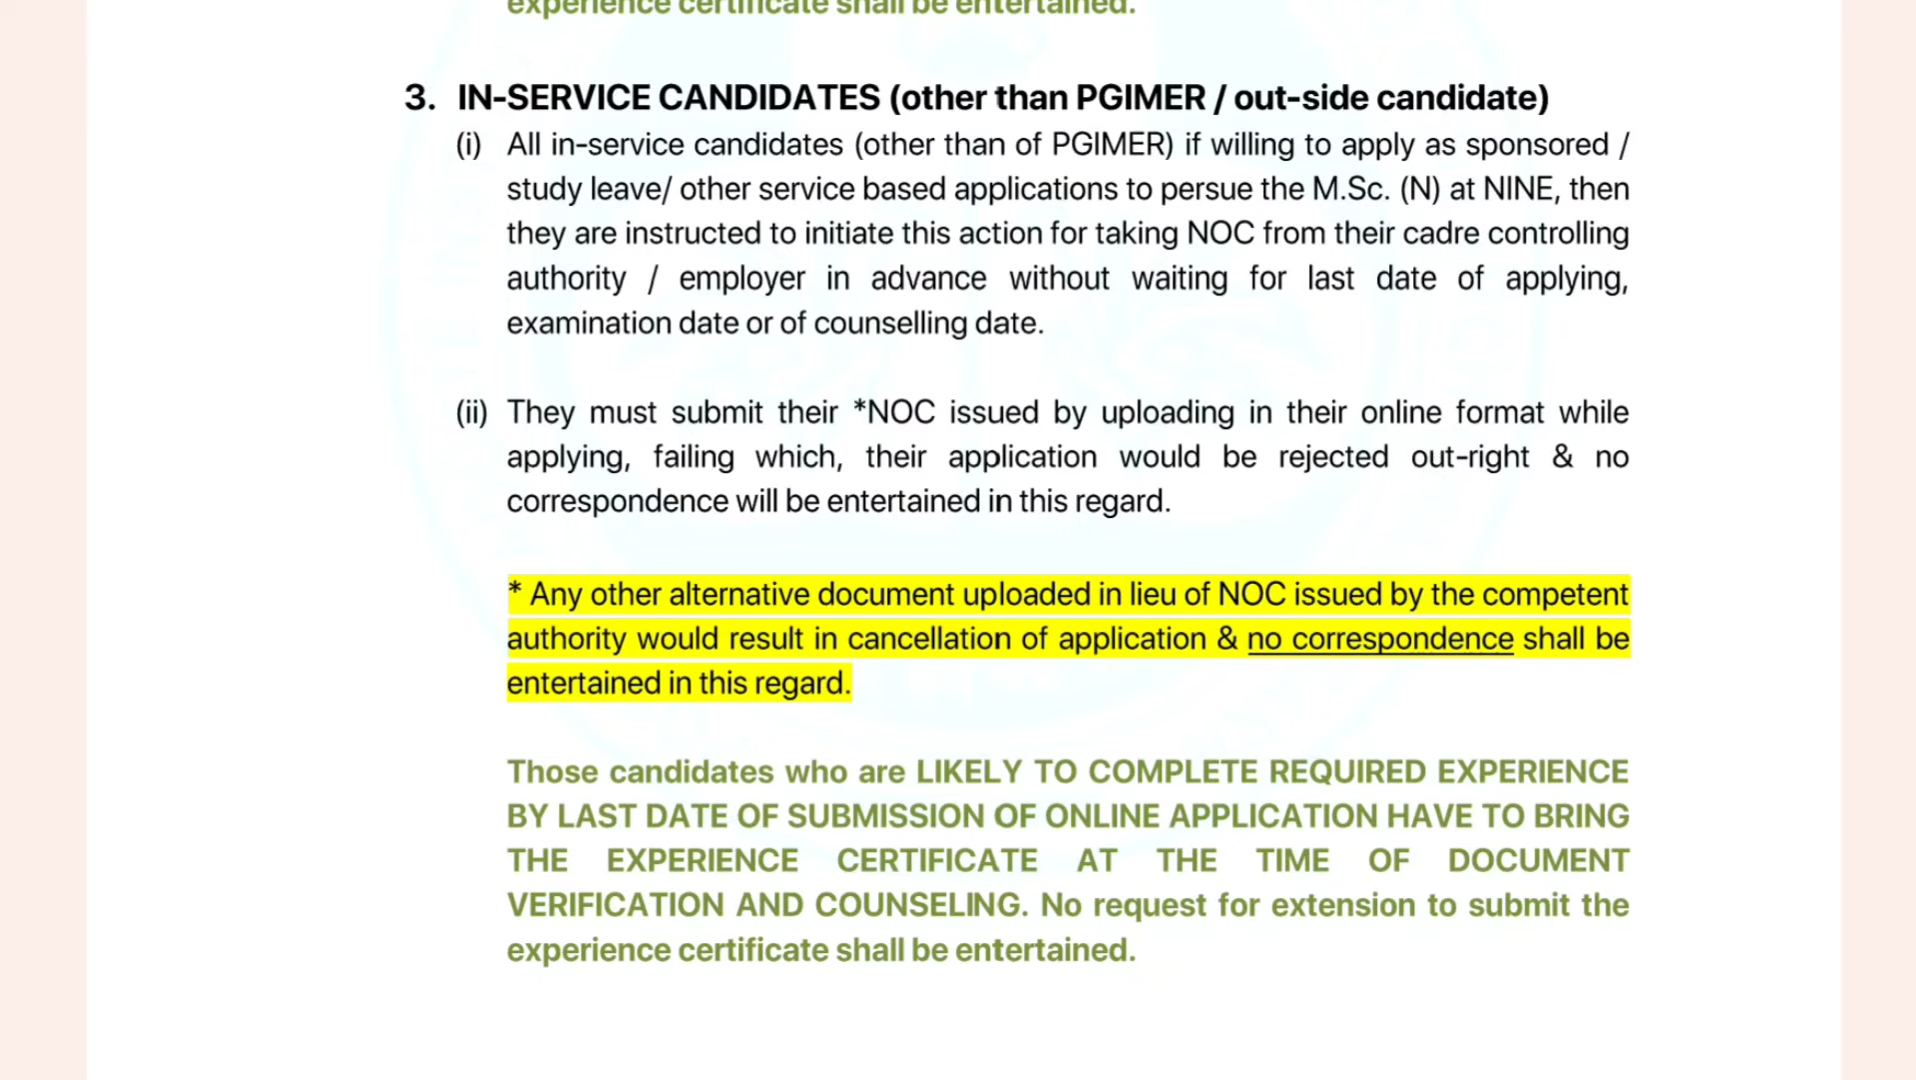 experience certificate shall be entertained.
3. IN-SERVICE CANDIDATES (other than PGIMER / out-side candidate)
(i) All in-service candidates (other than of PGIMER) if willing to apply as sponsored /
study leave/ other service based applications to persue the M.Sc. (N) at NINE, then
they are instructed to initiate this action for taking NOC from their cadre controlling
authority / employer in advance without waiting for last date of applying,
examination date or of counselling date.
(ii) They must submit their *NOC issued by uploading in their online format while
applying, failing which, their application would be rejected out-right & no
correspondence will be entertained in this regard.
* Any other alternative document uploaded in lieu of NOC issued by the competent
authority would result in cancellation of application & no correspondence shall be
entertained in this regard.
Those candidates who are LIKELY TO COMPLETE REQUIRED EXPERIENCE
BY LAST DATE OF SUBMISSION OF ONLINE APPLICATION HAVE TO BRING
THE EXPERIENCE CERTIFICATE AT THE TIME OF DOCUMENT
VERIFICATION AND COUNSELING. No request for extension to submit the
experience certificate shall be entertained.